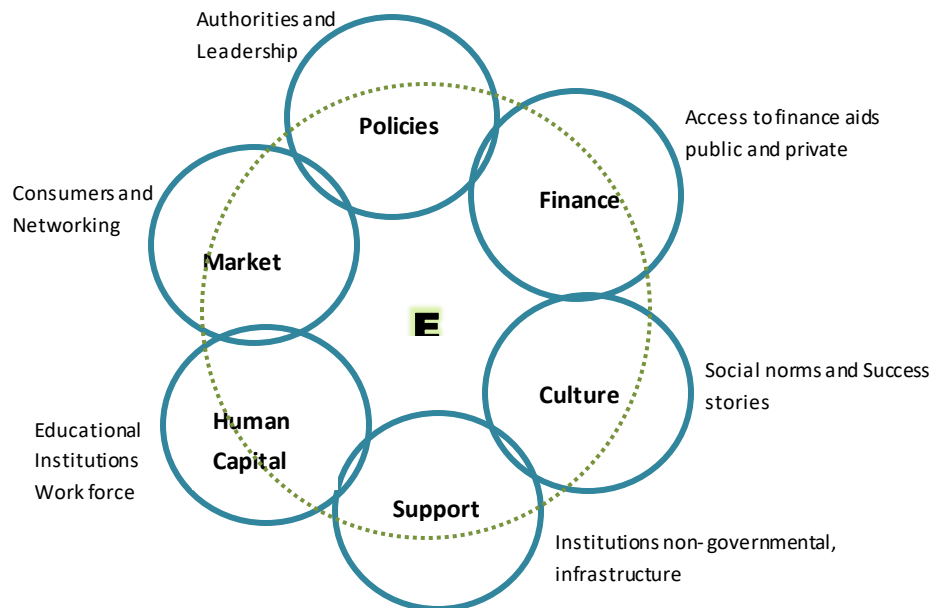 Authorities and
Leadership
Policies
Access to finance aids
public and private
Finance
Consumers and
Networking
Market
E
Social norms and Success
stories
Culture
Human
Capital
Educational
Institutions
Work force
Support
Institutions non-governmental,
infrastructure